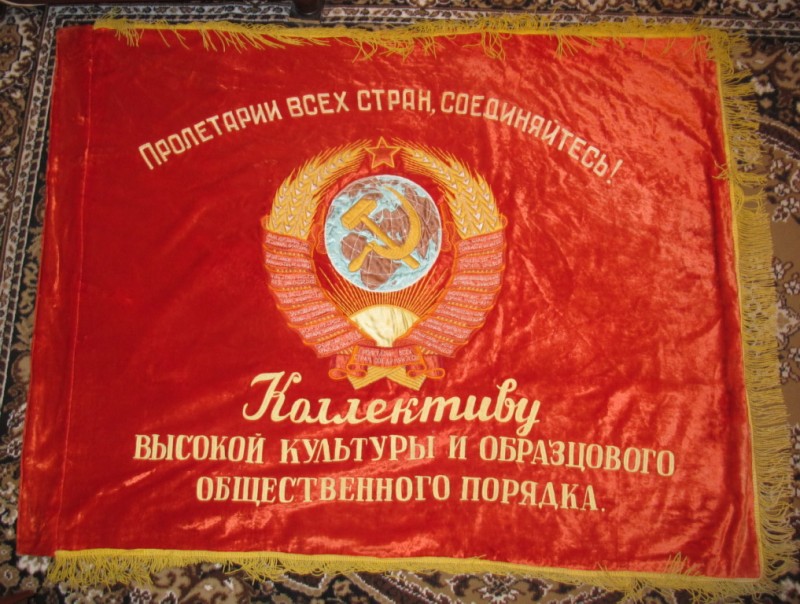 Пролетарии всех стран, соединяйтесь!
Коллективу
высокой культуры и образцового
общественного порядка.